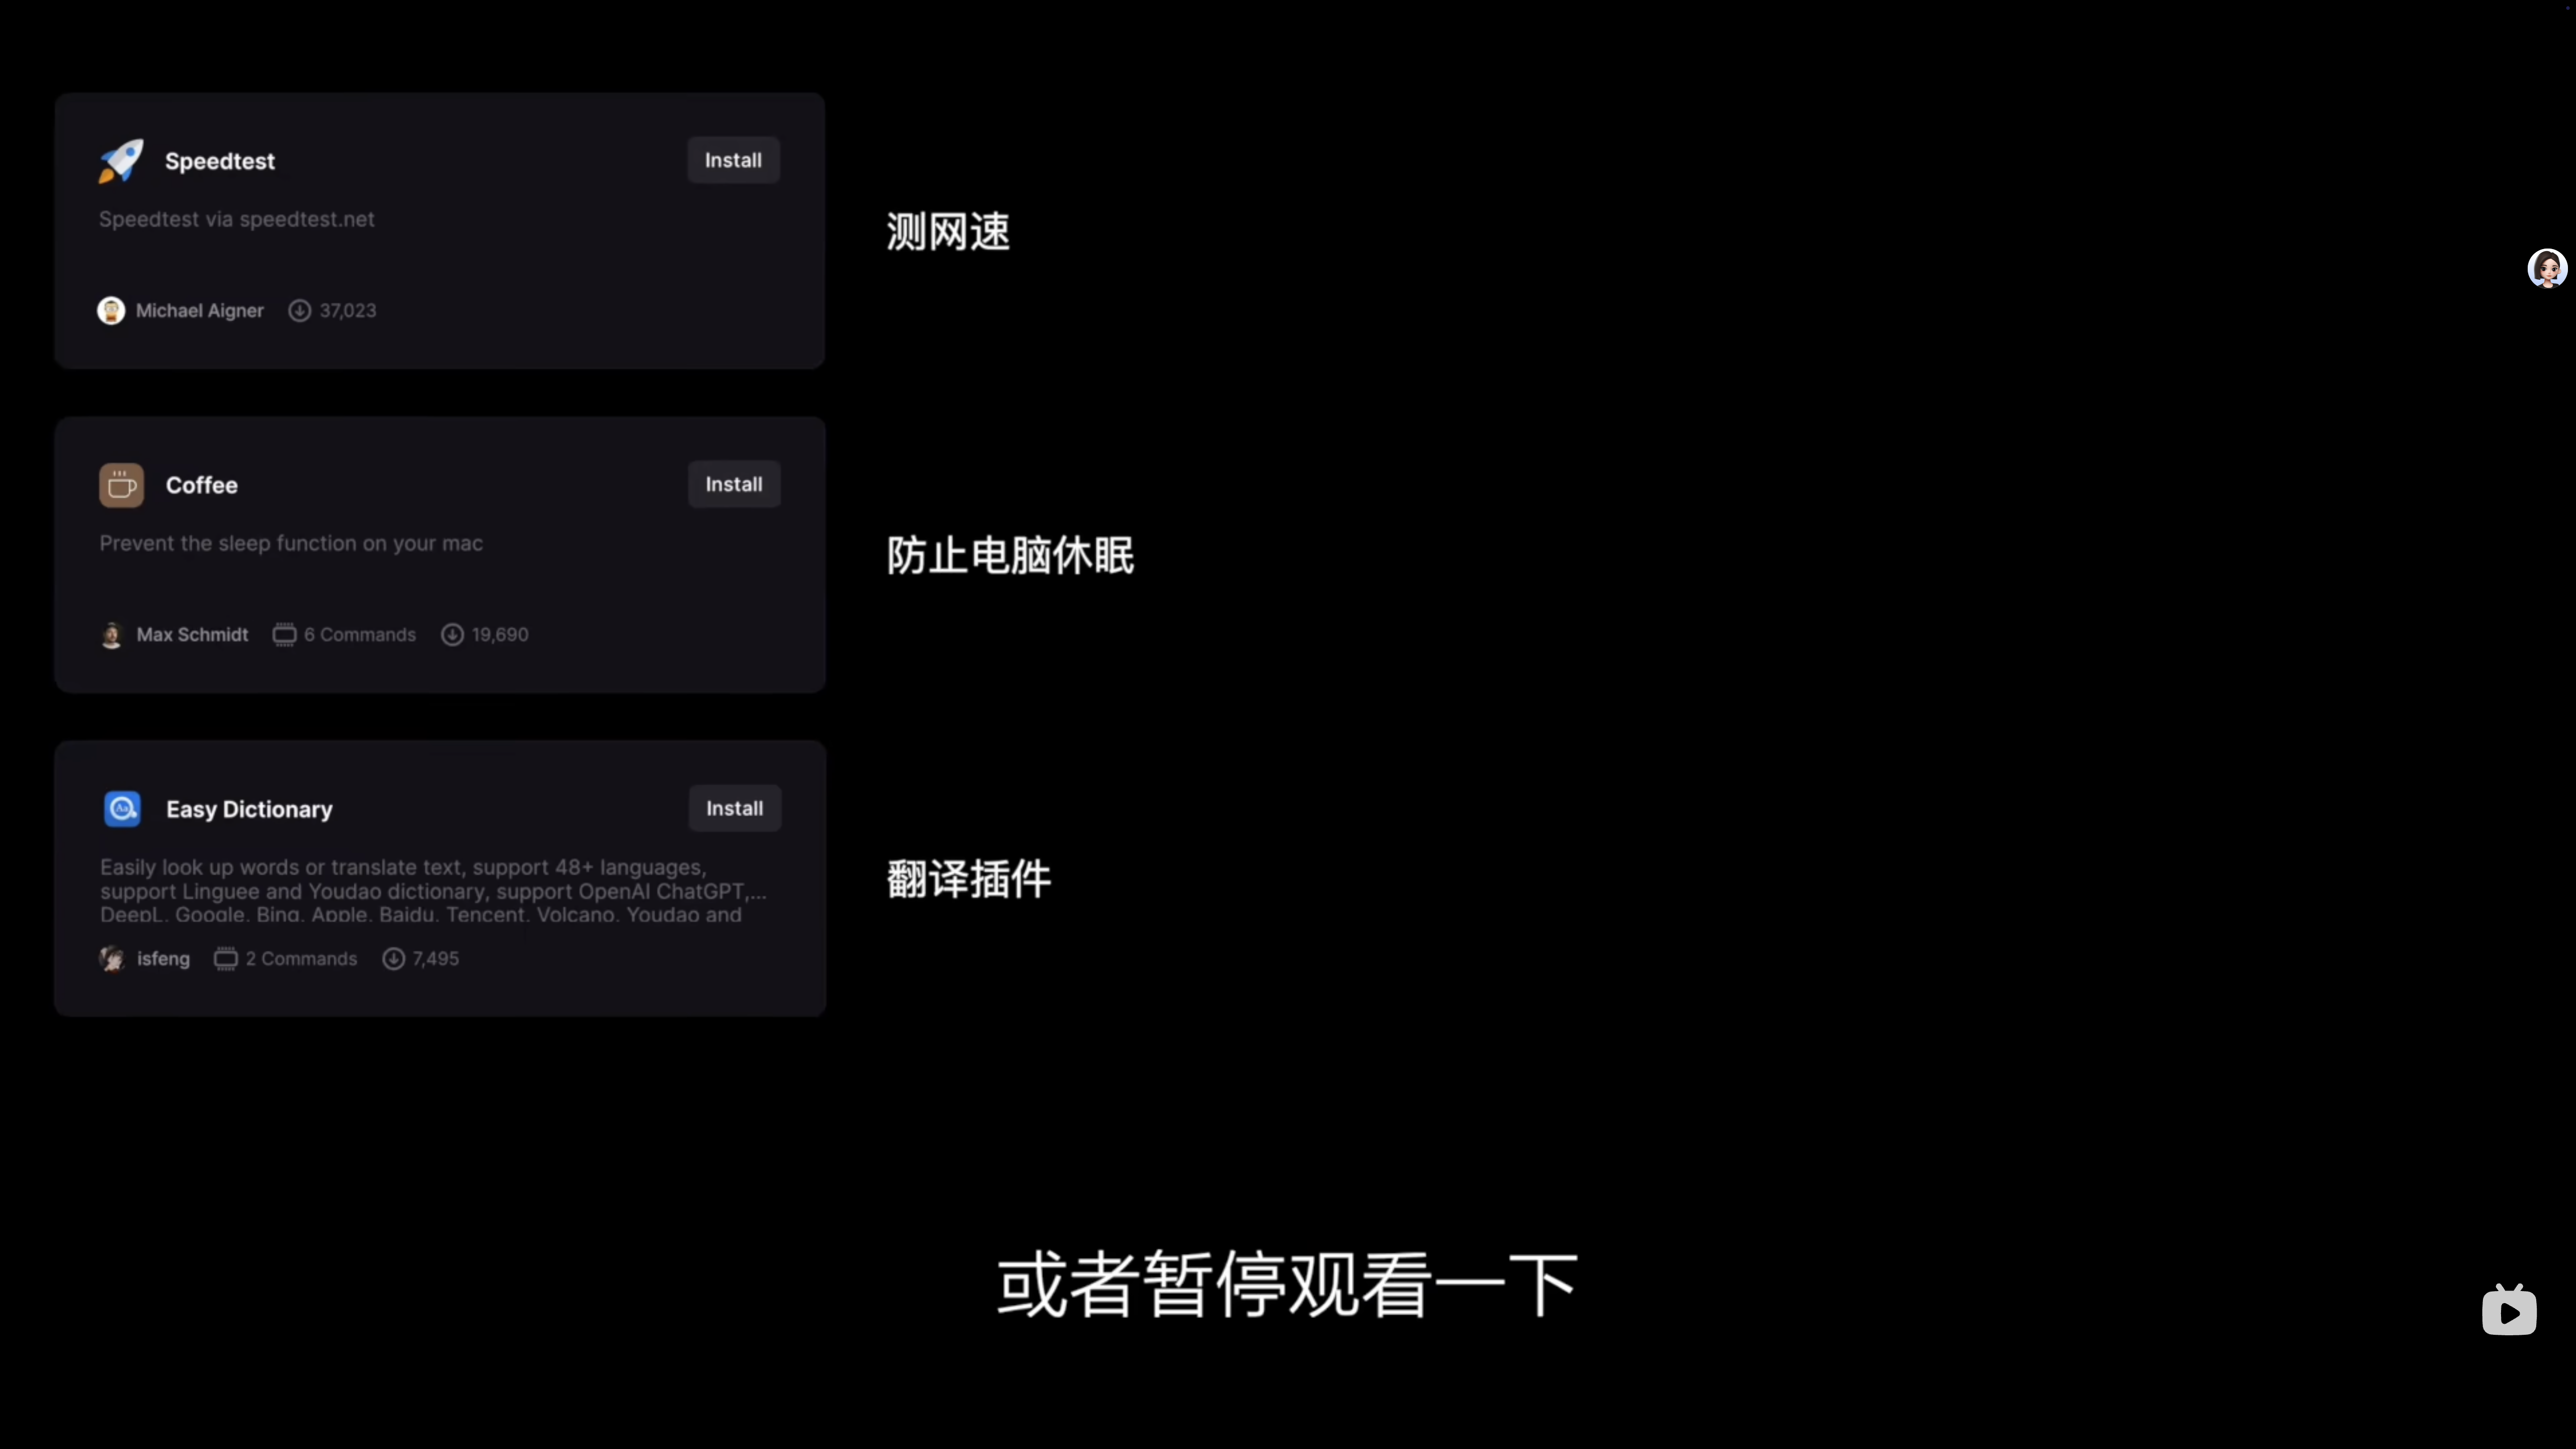 Speedtest
Install
Speedtest via speedtest.net
Michael Aigner 37,023
测网速
Coffee
Install
Prevent the sleep function on your mac
Max Schmidt 6 Commands 19,690
防止电脑休眠
Easy Dictionary
Install
Easily look up words or translate text, support 48+ languages,
support Linguee and Youdao dictionary, support OpenAI ChatGPT,...
DeepL, Google, Bing, Apple, Baidu, Tencent, Volcano, Youdao and
isfeng 2 Commands 7,495
翻译插件
或者暂停观看一下